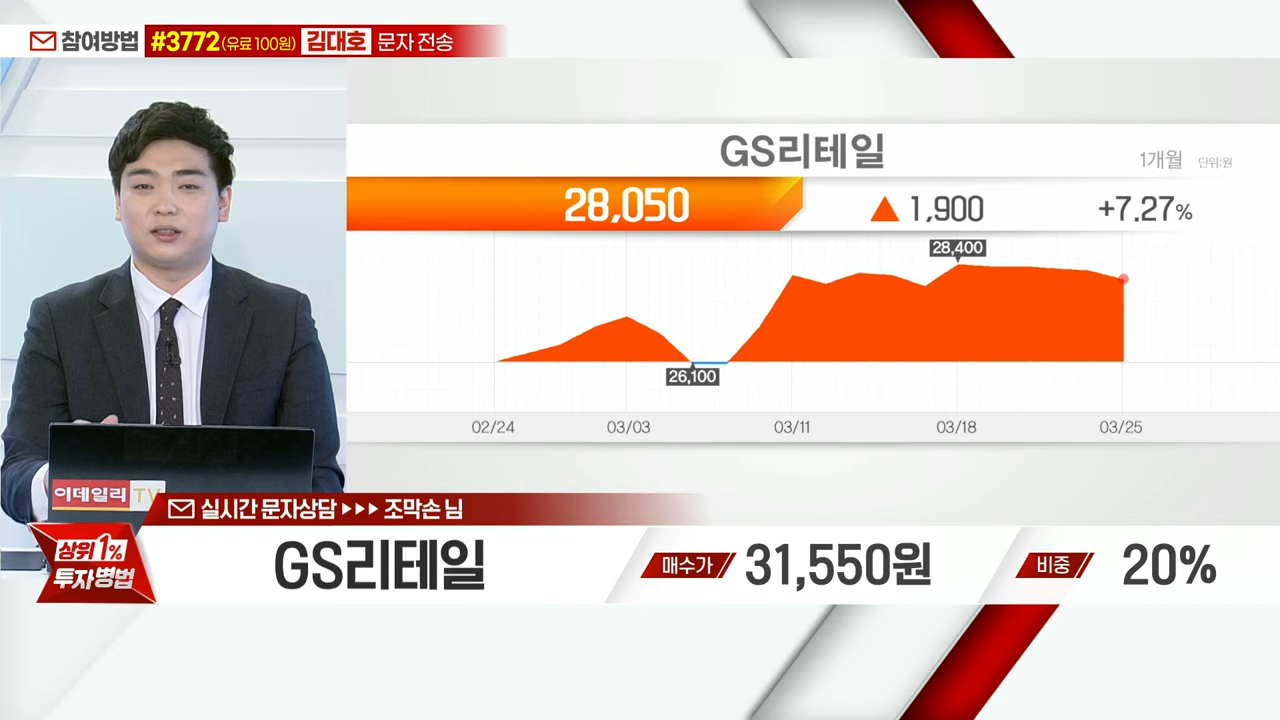 참여방법 #3772(유료 100원) 김대호 문자 전송
GS리테일
1개월 단위:원
28,050 ▲ 1,900 +7.27%
28,400
26,100
02/24 03/03 03/11 03/18 03/25
이데일리TV
실시간 문자상담 ▶▶▶ 조막손 님
상위 1%
투자병법
GS리테일 매수가 31,550원 비중 20%